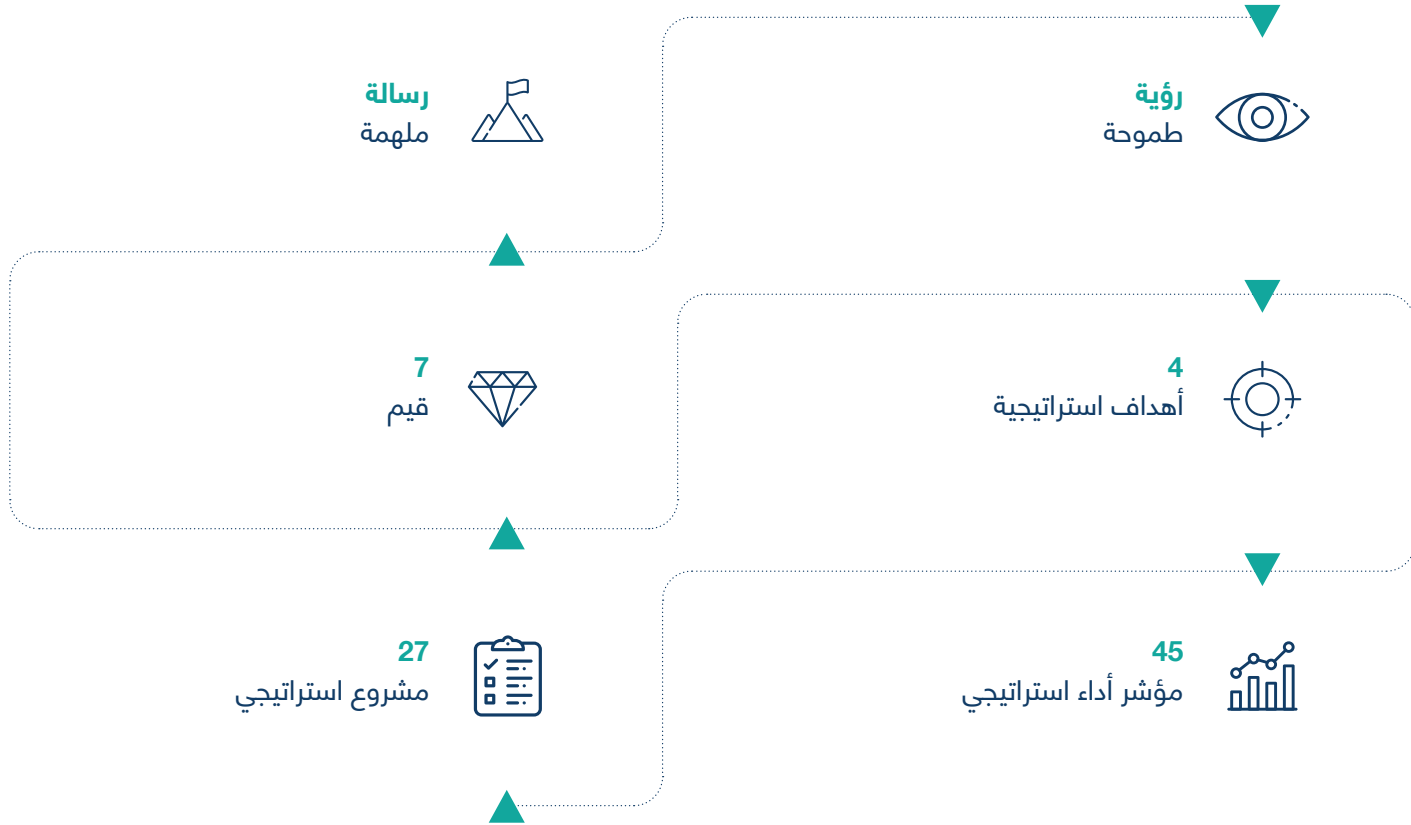 رؤية
طموحة
رسالة
ملهمة
4
أهداف استراتيجية
7
قيم
45
مؤشر أداء استراتيجي
27
مشروع استراتيجي